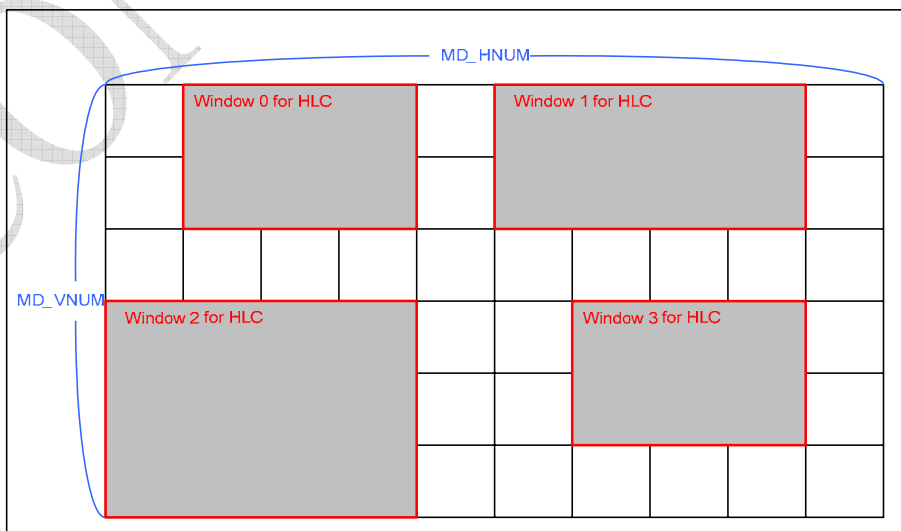 MD_HNUM
Window 0 for HLC
Window 1 for HLC
MD_VNUM
Window 2 for HLC
Window 3 for HLC